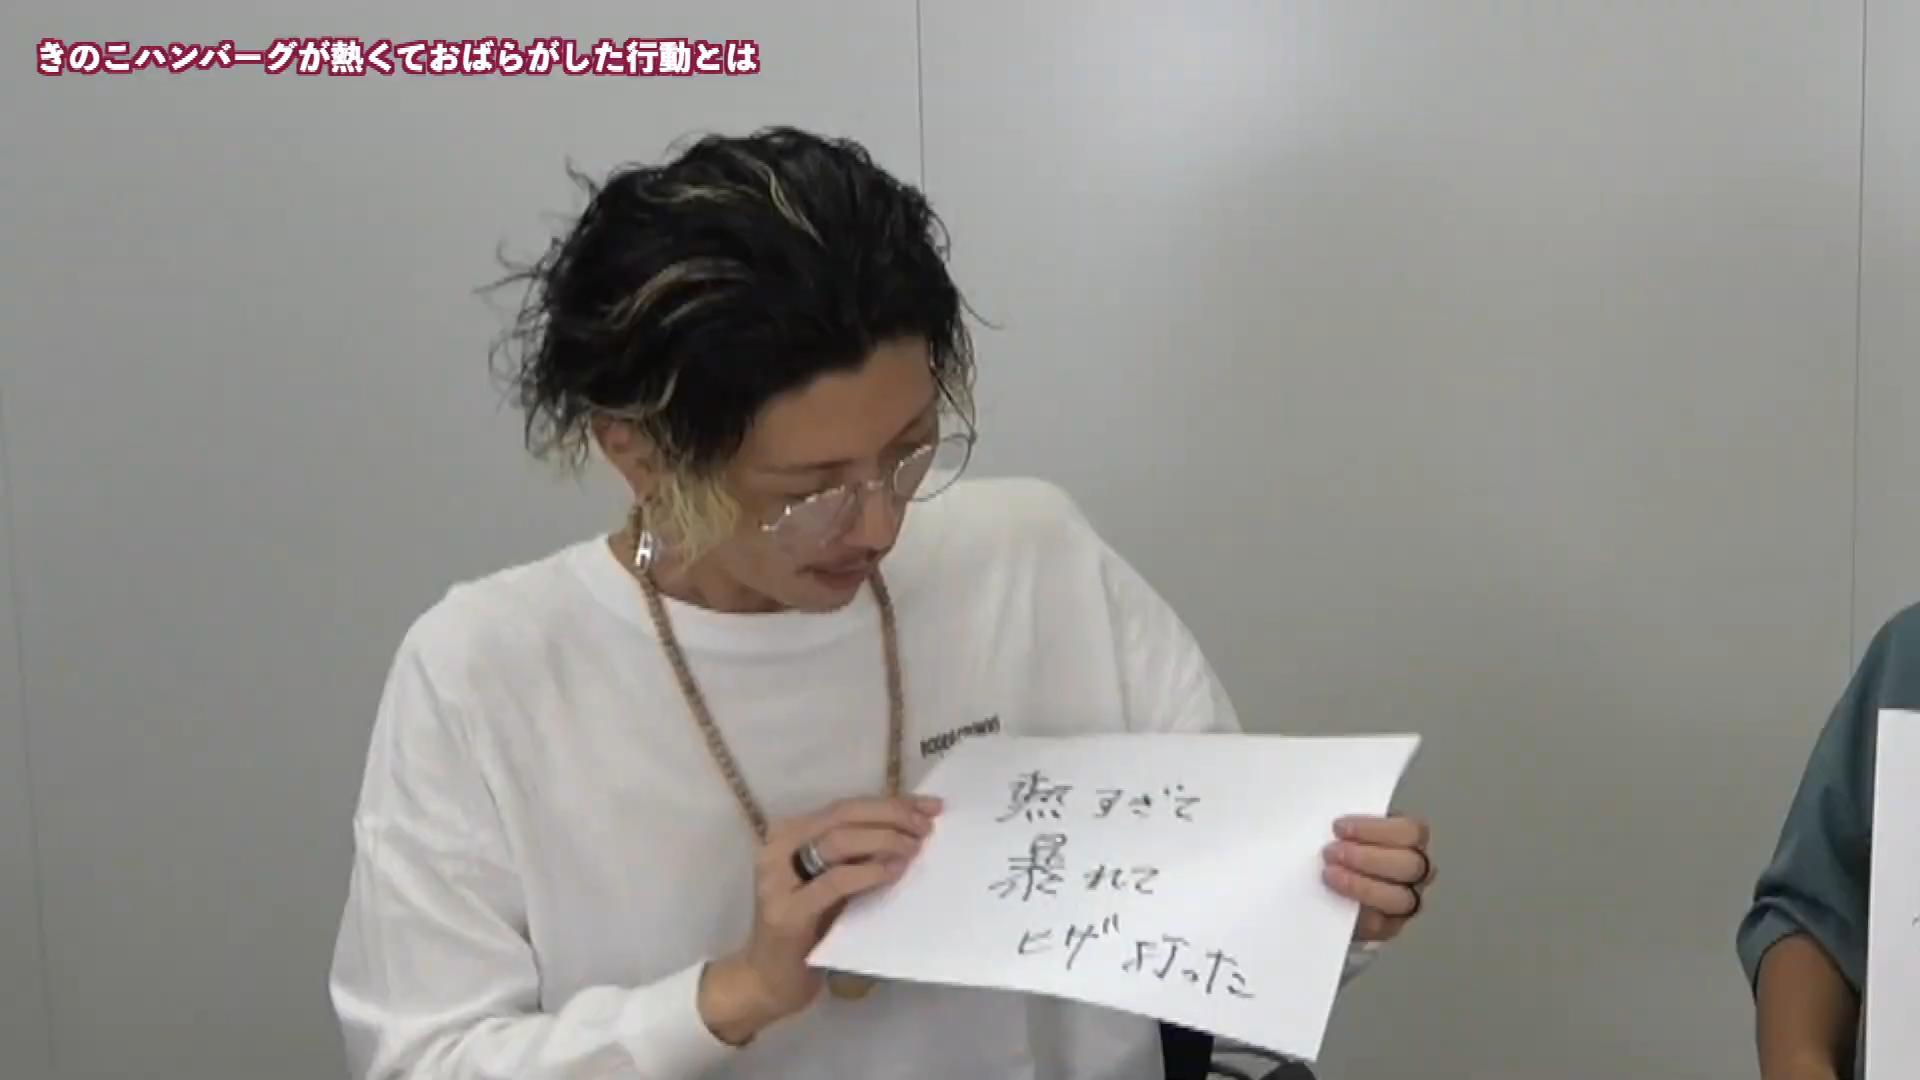 きのこハンバーグが熱くておばらがした行動とは
熱すぎて
暴れて
ヒザ打った